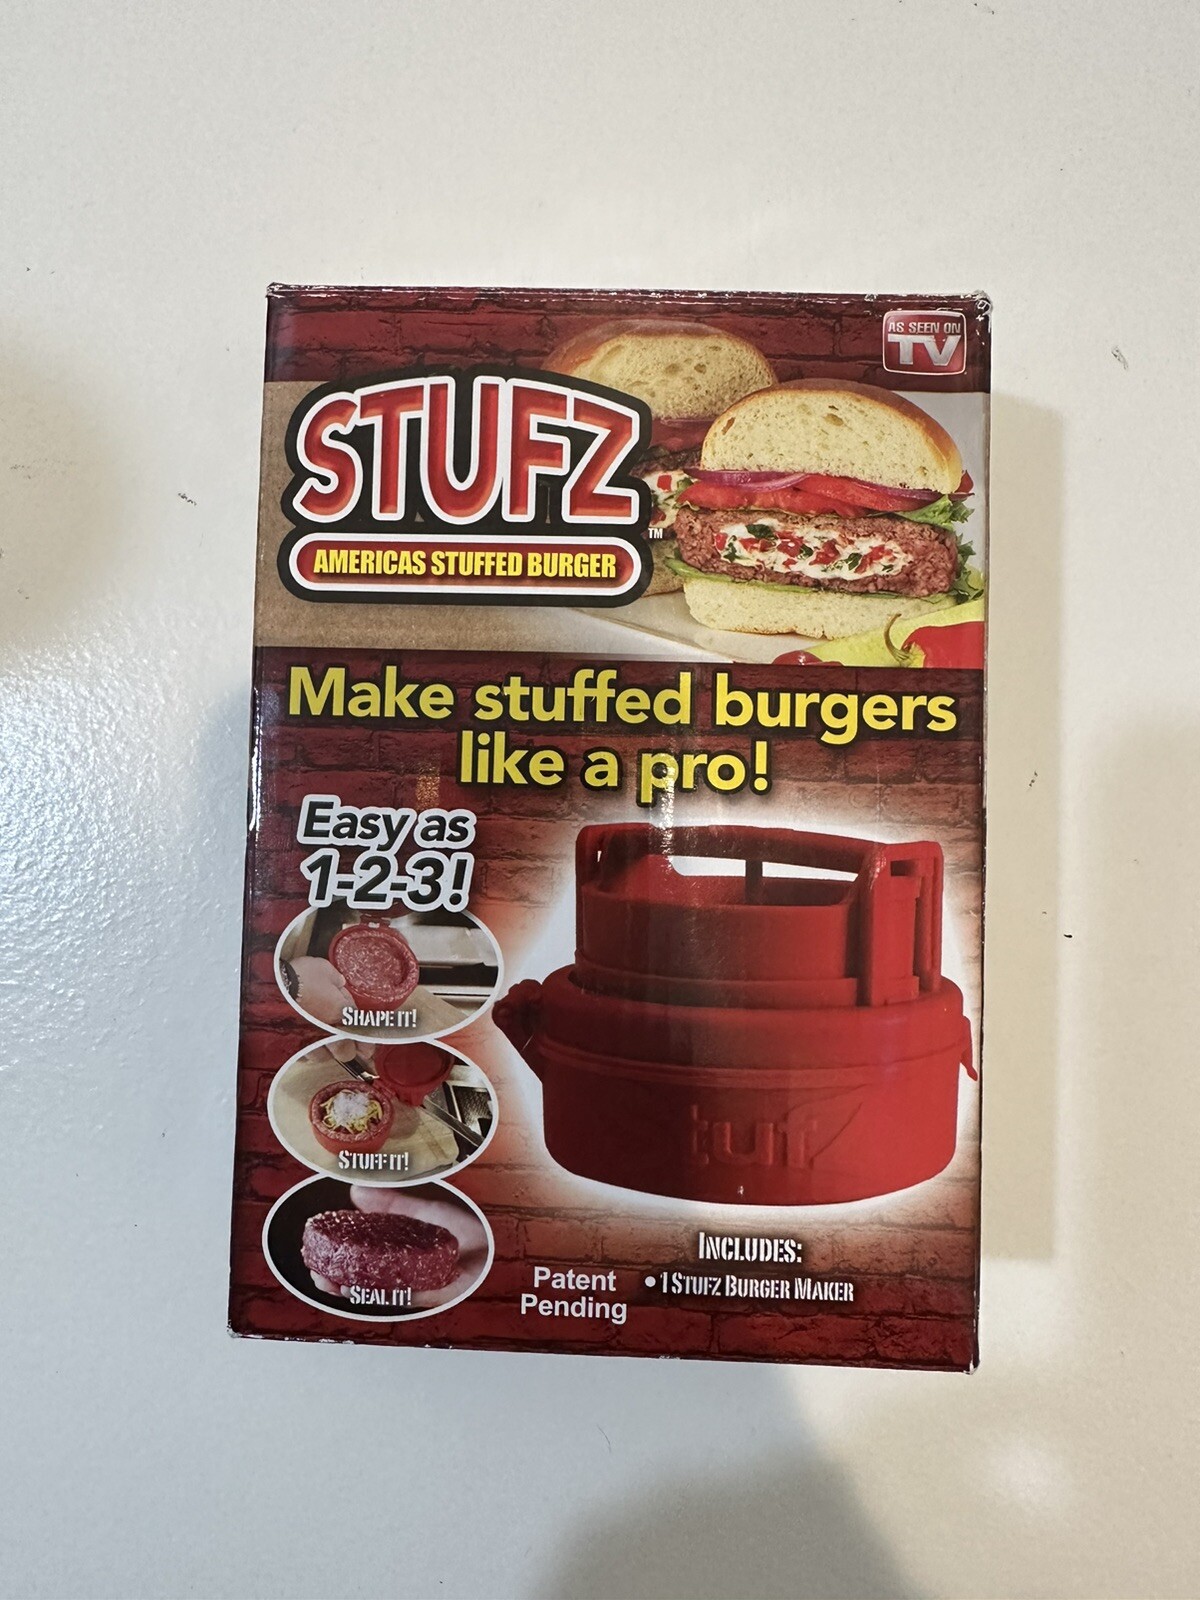 AS SEEN ON
TV
STUFZ
TM
AMERICAS STUFFED BURGER
Make stuffed burgers
like a pro!
Easy as
1-2-3!
SHAPE IT!
STUFF IT!
SEAL IT!
tuf
Patent
Pending
INCLUDES:
• 1 STUFZ BURGER MAKER